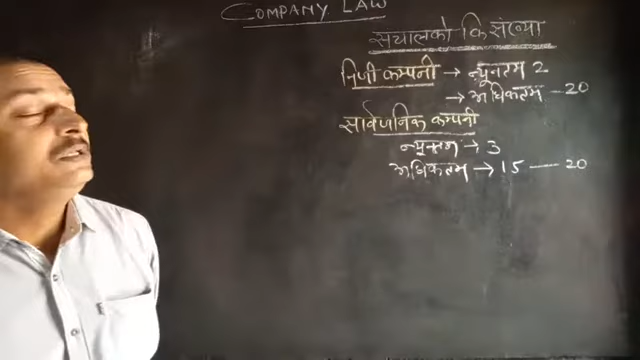 COMPANY LAW
सचालको कि संख्या
निजी कम्पनी → न्यूनतम 2
→ अधिकतम - 20
सार्वजनिक कम्पनी
न्यूनतम → 3
अधिकतम → 15 — 20